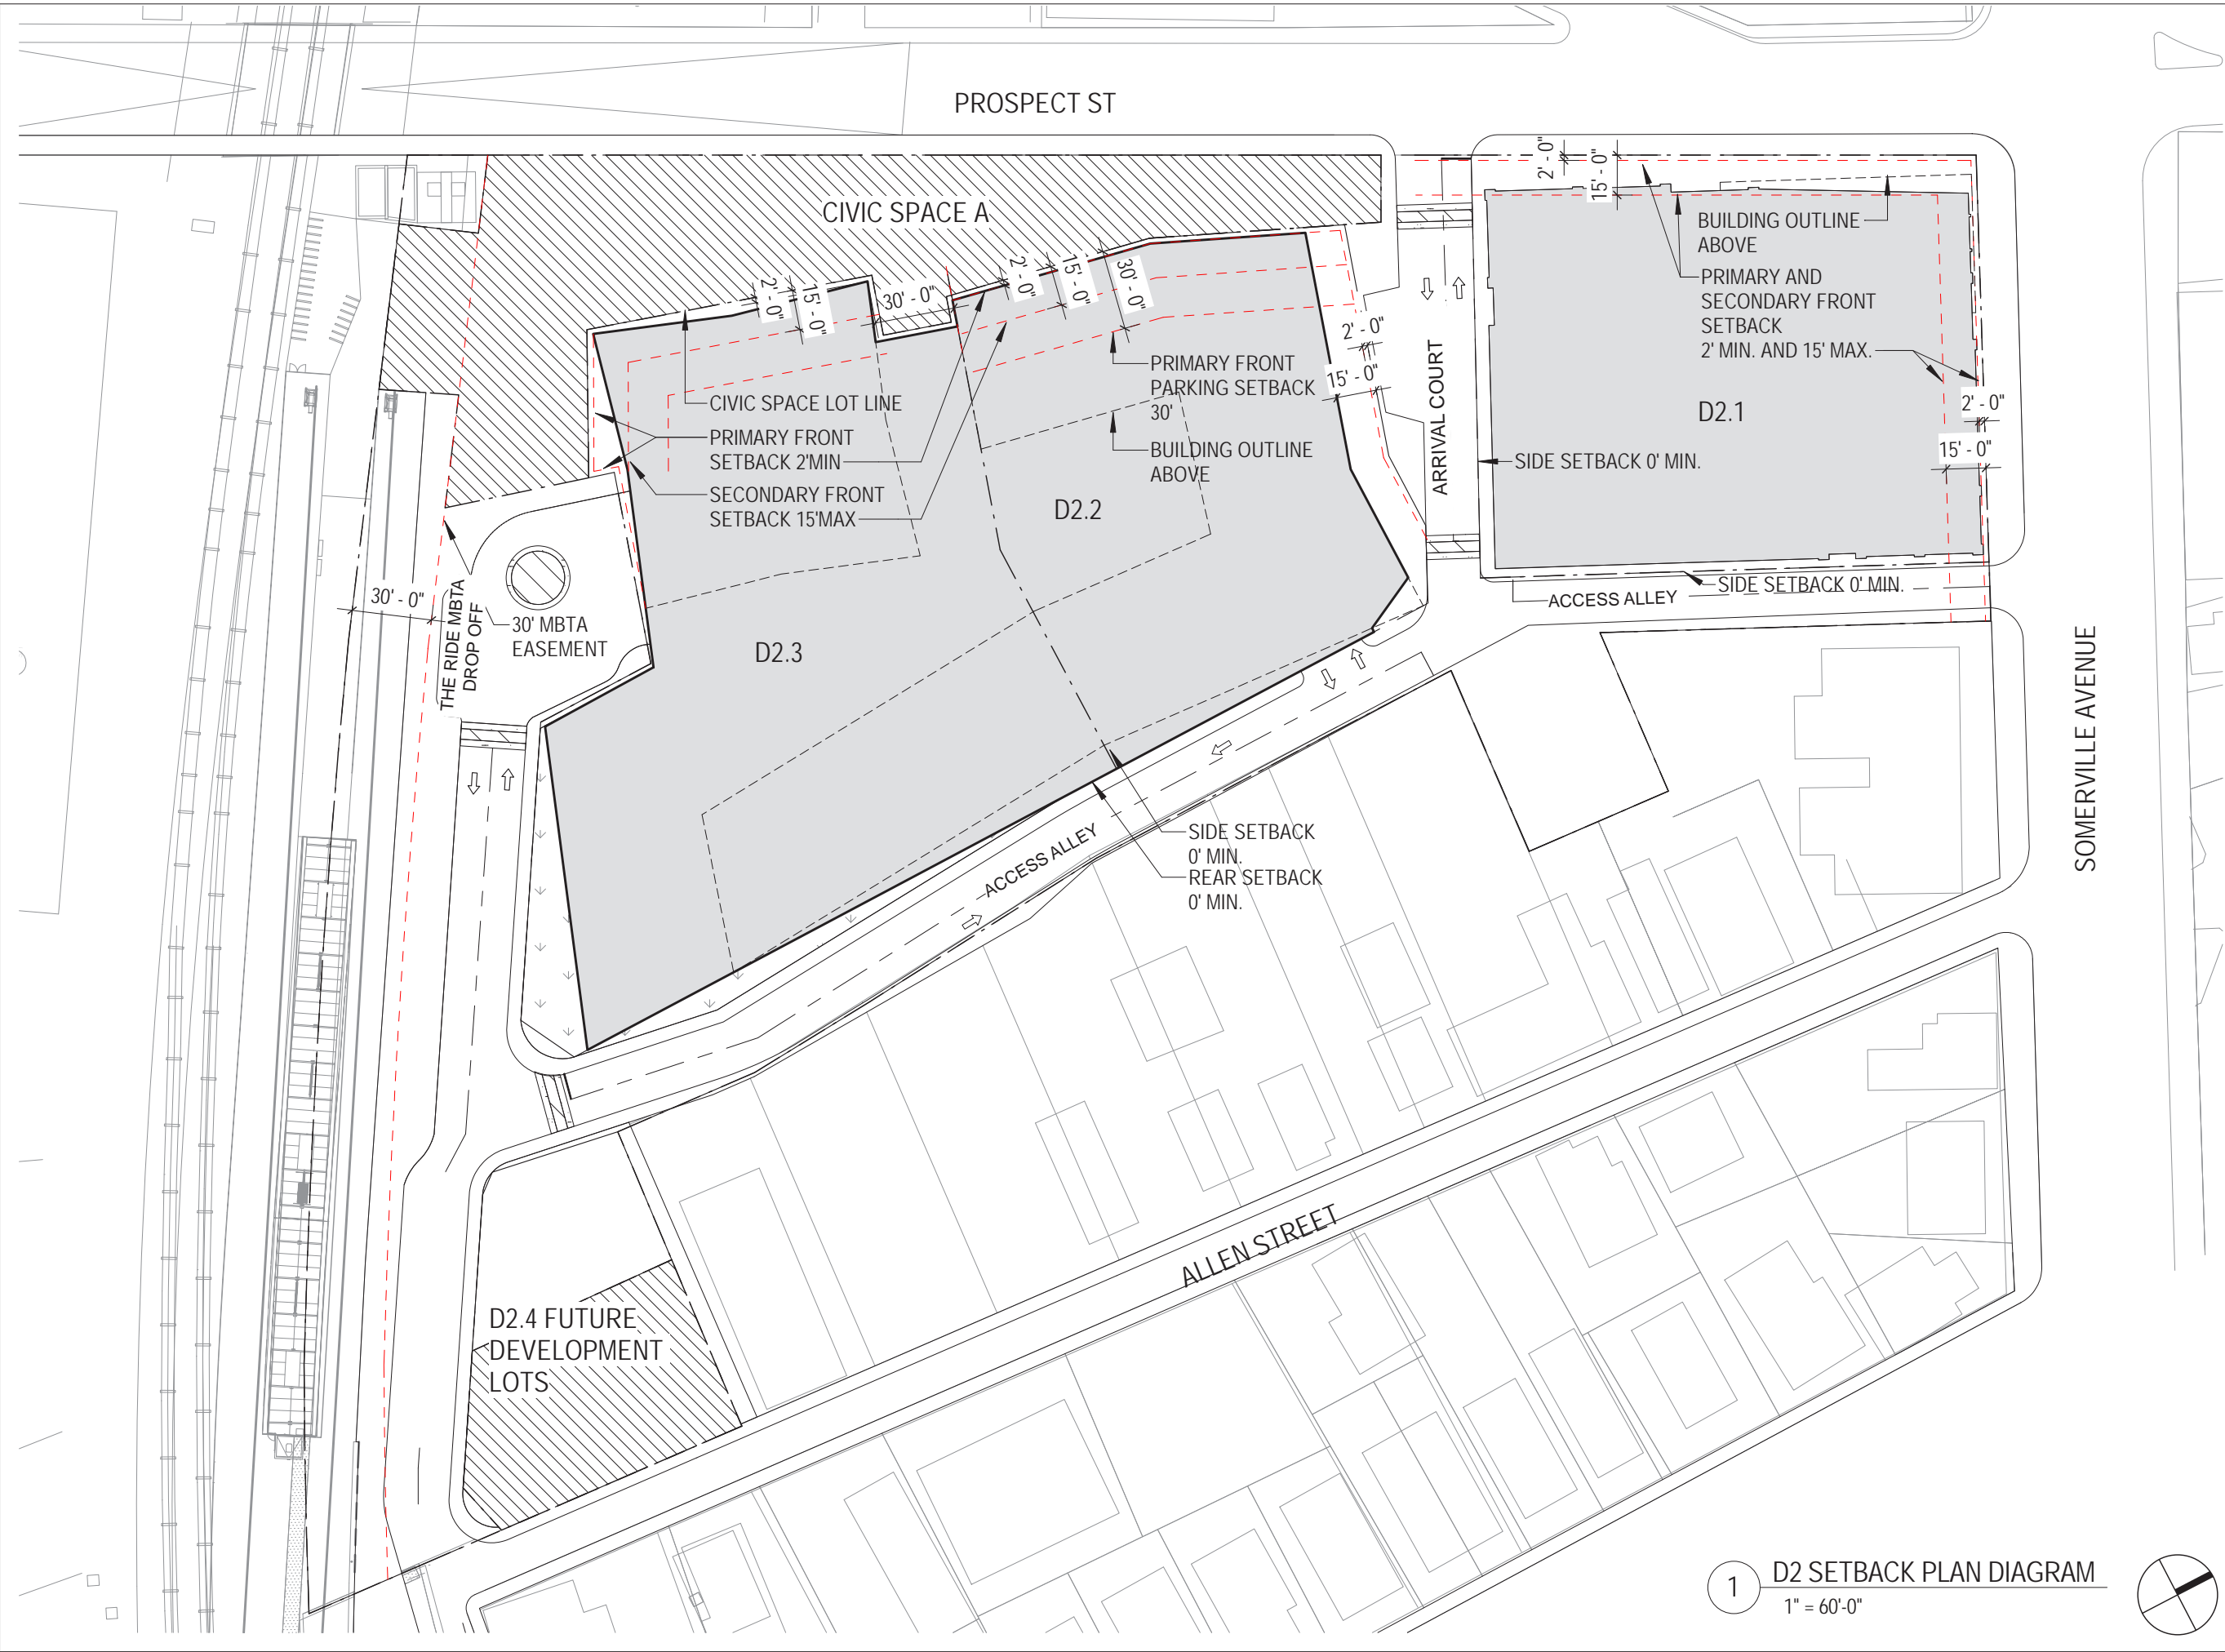 PROSPECT ST
CIVIC SPACE A
2' - 0"
15' - 0"
BUILDING OUTLINE
ABOVE
PRIMARY AND
SECONDARY FRONT
SETBACK
2' MIN. AND 15' MAX.
2' - 0"
15' - 0"
30' - 0"
2' - 0"
15' - 0"
30' - 0"
2' - 0"
15' - 0"
PRIMARY FRONT
PARKING SETBACK
30'
BUILDING OUTLINE
ABOVE
CIVIC SPACE LOT LINE
PRIMARY FRONT
SETBACK 2'MIN
SECONDARY FRONT
SETBACK 15'MAX
ARRIVAL COURT
D2.1
2' - 0"
15' - 0"
SIDE SETBACK 0' MIN.
D2.2
SIDE SETBACK 0' MIN.
ACCESS ALLEY
30' - 0"
THE RIDE MBTA
DROP OFF
30' MBTA
EASEMENT
D2.3
SOMERVILLE AVENUE
SIDE SETBACK
0' MIN.
REAR SETBACK
0' MIN.
ACCESS ALLEY
ALLEN STREET
D2.4 FUTURE
DEVELOPMENT
LOTS
1
D2 SETBACK PLAN DIAGRAM
1" = 60'-0"